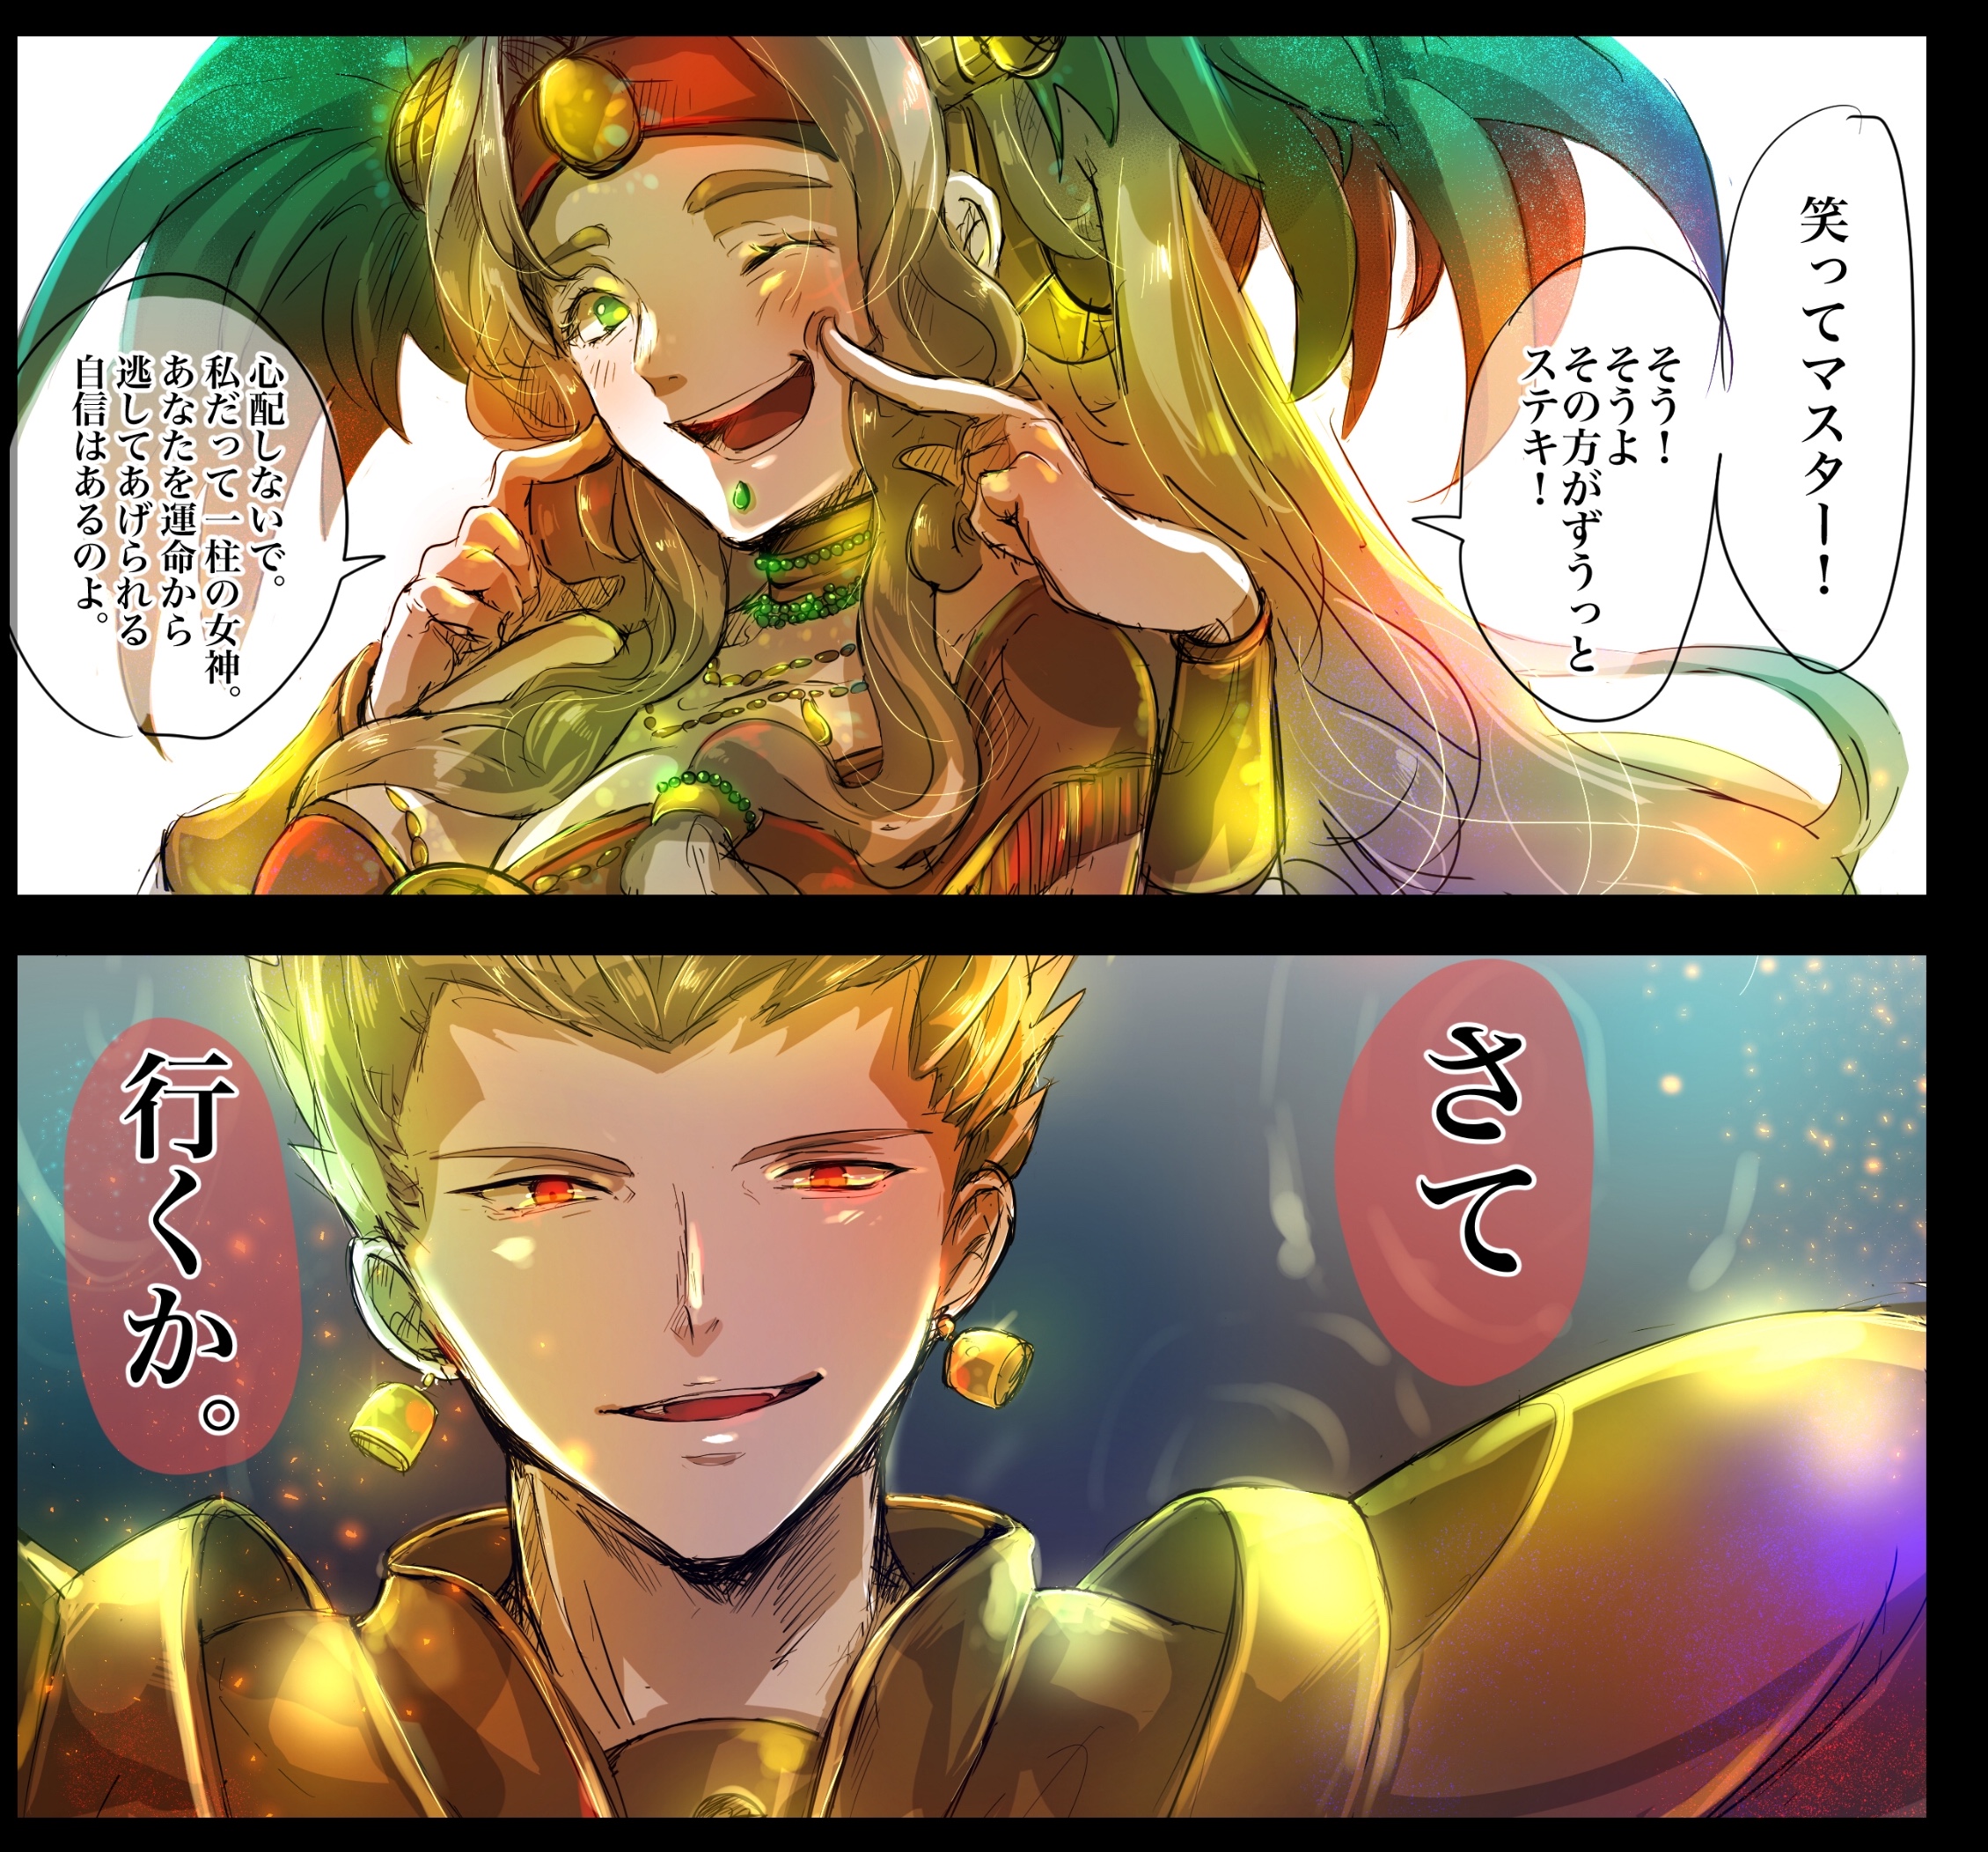 笑ってマスター！
そう！
そうよ
その方がずうっと
ステキ！
心配しないで。
私だって一柱の女神。
あなたを運命から
逃してあげられる
自信はあるのよ。
さて
行くか。